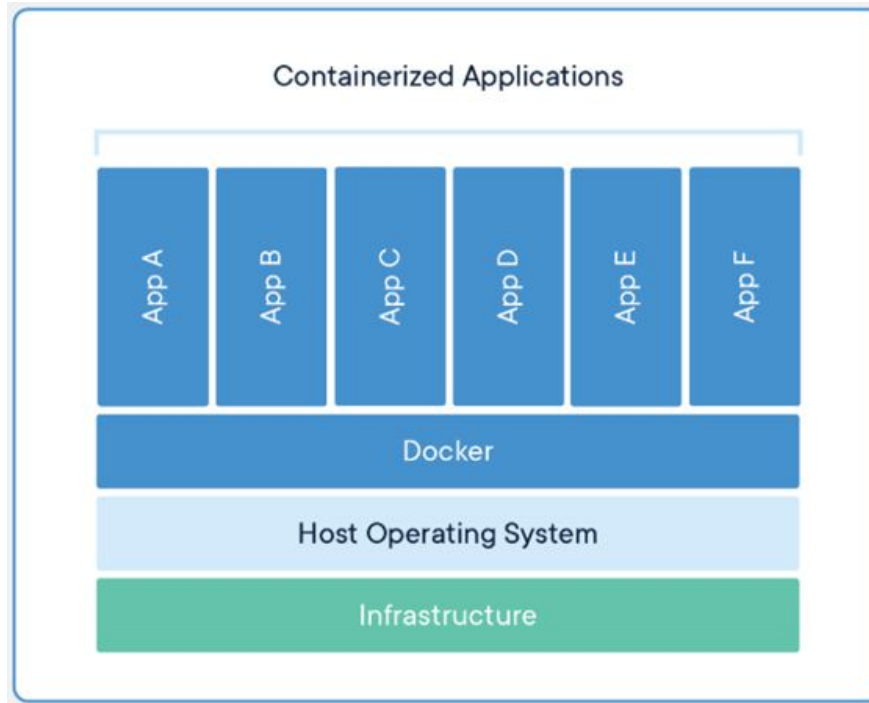 Containerized Applications
App A
App B
App C
App D
App E
App F
Docker
Host Operating System
Infrastructure